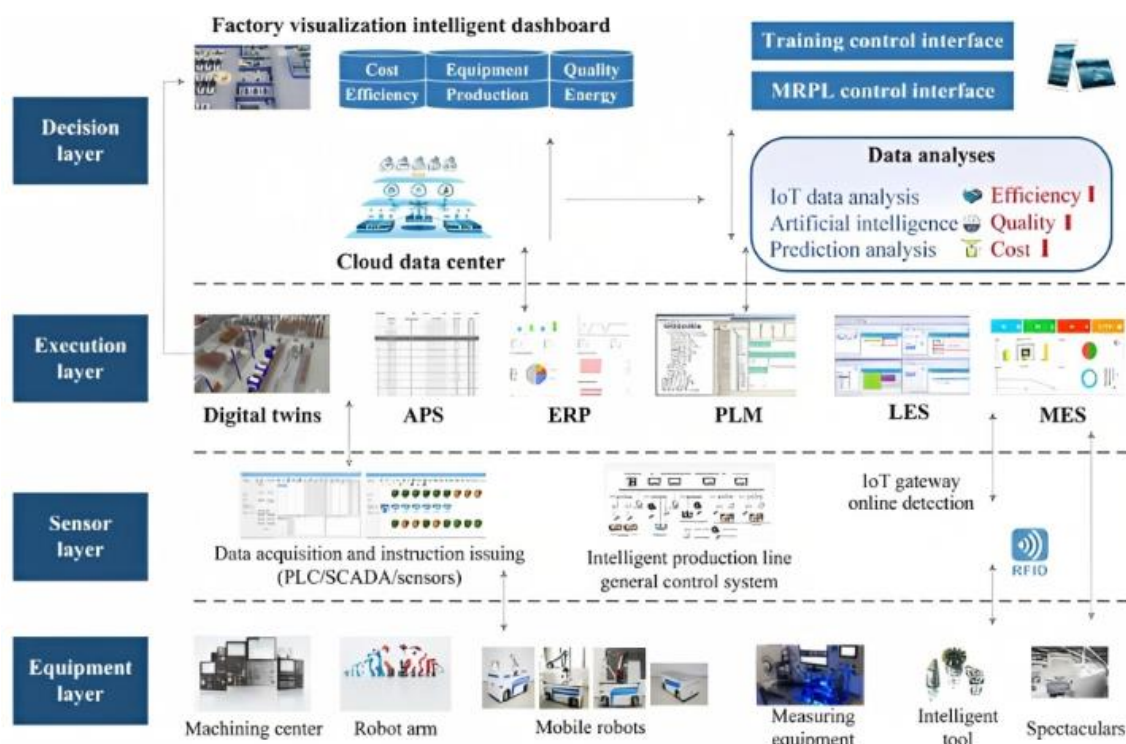 Factory visualization intelligent dashboard
Cost Equipment Quality
Efficiency Production Energy
Training control interface
MRPL control interface
Decision
layer
Data analyses
IoT data analysis Efficiency
Artificial intelligence Quality
Prediction analysis Cost
Cloud data center
Execution
layer
Digital twins APS ERP PLM LES MES
Sensor
layer
Data acquisition and instruction issuing
(PLC/SCADA/sensors)
Intelligent production line
general control system
IoT gateway
online detection
RFID
Equipment
layer
Machining center
Robot arm
Mobile robots
Measuring
equipment
Intelligent
tool
Spectaculars